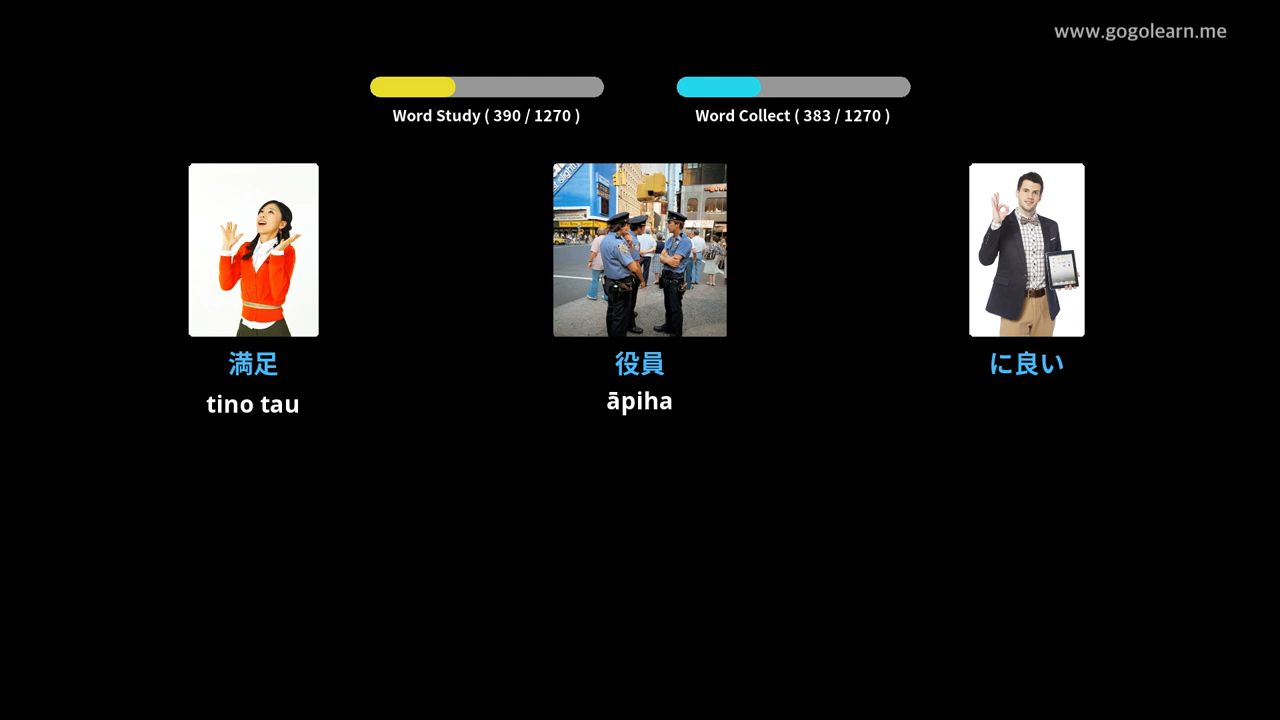 www.gogolearn.me
Word Study ( 390 / 1270 )
Word Collect ( 383 / 1270 )
満足
役員
に良い
tino tau
āpiha